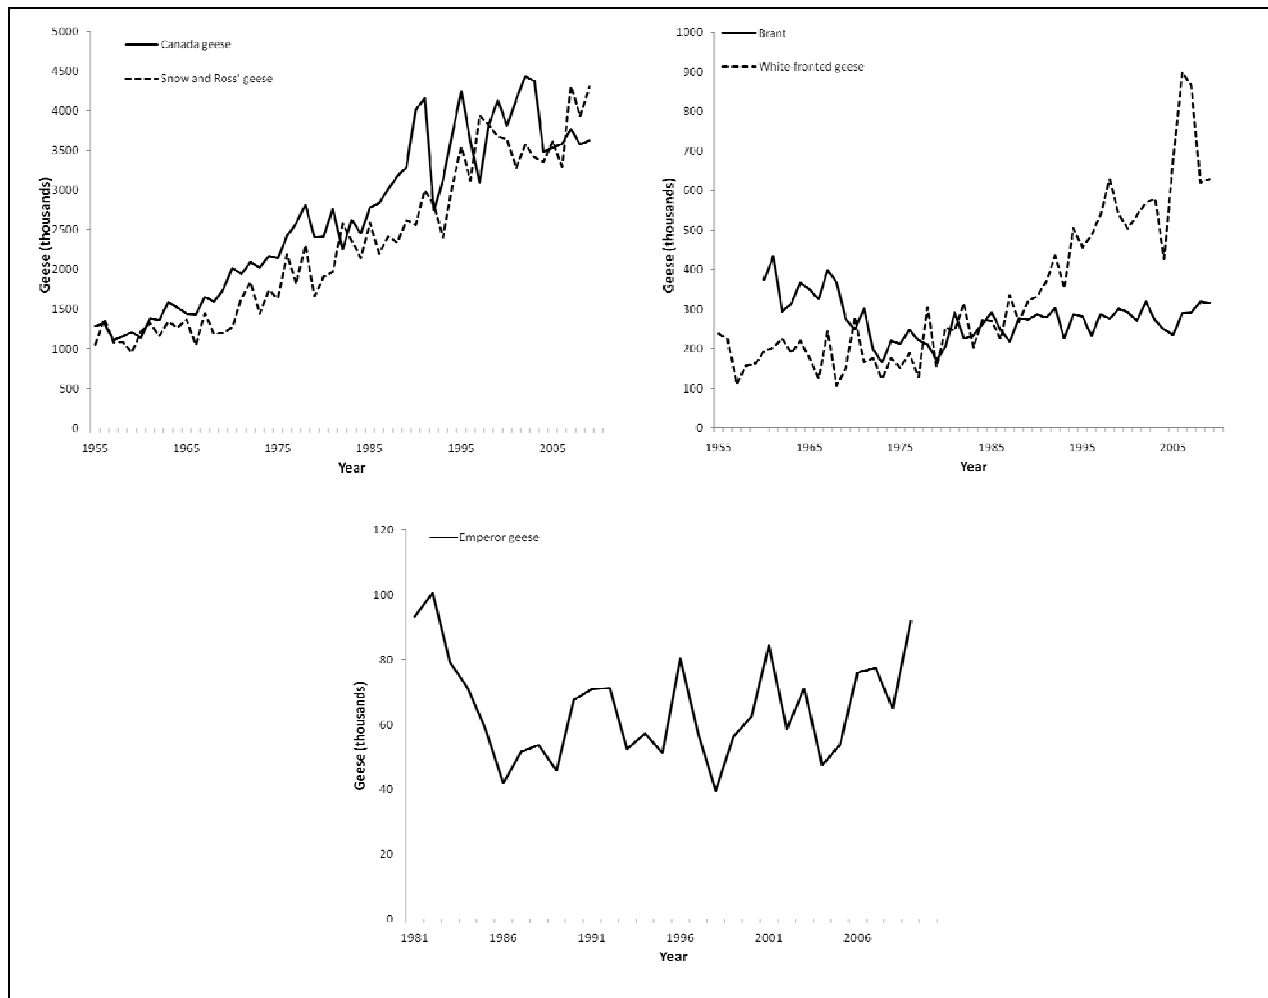 Canada geese
Snow and Ross' geese
5000
4500
4000
3500
3000
2500
2000
1500
1000
500
0
Geese (thousands)
1955 1965 1975 1985 1995 2005
Year
Brant
White-fronted geese
1000
900
800
700
600
500
400
300
200
100
0
Geese (thousands)
1955 1965 1975 1985 1995 2005
Year
Emperor geese
120
100
80
60
40
20
0
Geese (thousands)
1981 1986 1991 1996 2001 2006
Year